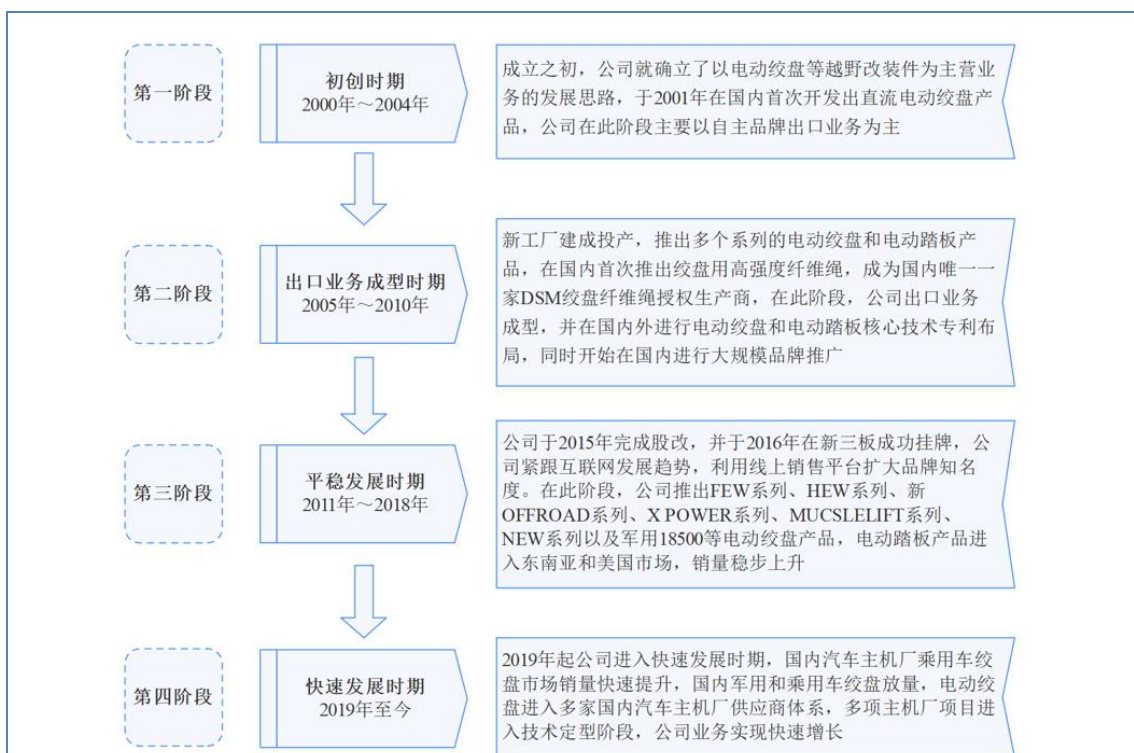 第一阶段
初创时期
2000年～2004年
成立之初，公司就确立了以电动绞盘等越野改装件为主营业
务的发展思路，于2001年在国内首次开发出直流电动绞盘产
品，公司在此阶段主要以自主品牌出口业务为主
第二阶段
出口业务成型时期
2005年～2010年
新工厂建成投产，推出多个系列的电动绞盘和电动踏板产
品，在国内首次推出绞盘用高强度纤维绳，成为国内唯一一
家DSM绞盘纤维绳授权生产商，在此阶段，公司出口业务
成型，并在国内外进行电动绞盘和电动踏板核心技术专利布
局，同时开始在国内进行大规模品牌推广
第三阶段
平稳发展时期
2011年～2018年
公司于2015年完成股改，并于2016年在新三板成功挂牌，公
司紧跟互联网发展趋势，利用线上销售平台扩大品牌知名
度。在此阶段，公司推出FEW系列、HEW系列、新
OFFROAD系列、X POWER系列、MUCSLELIFT系列、
NEW系列以及军用18500等电动绞盘产品，电动踏板产品进
入东南亚和美国市场，销量稳步上升
第四阶段
快速发展时期
2019年至今
2019年起公司进入快速发展时期，国内汽车主机厂乘用车绞
盘市场销量快速提升，国内军用和乘用车绞盘放量，电动绞
盘进入多家国内汽车主机厂供应商体系，多项主机厂项目进
入技术定型阶段，公司业务实现快速增长